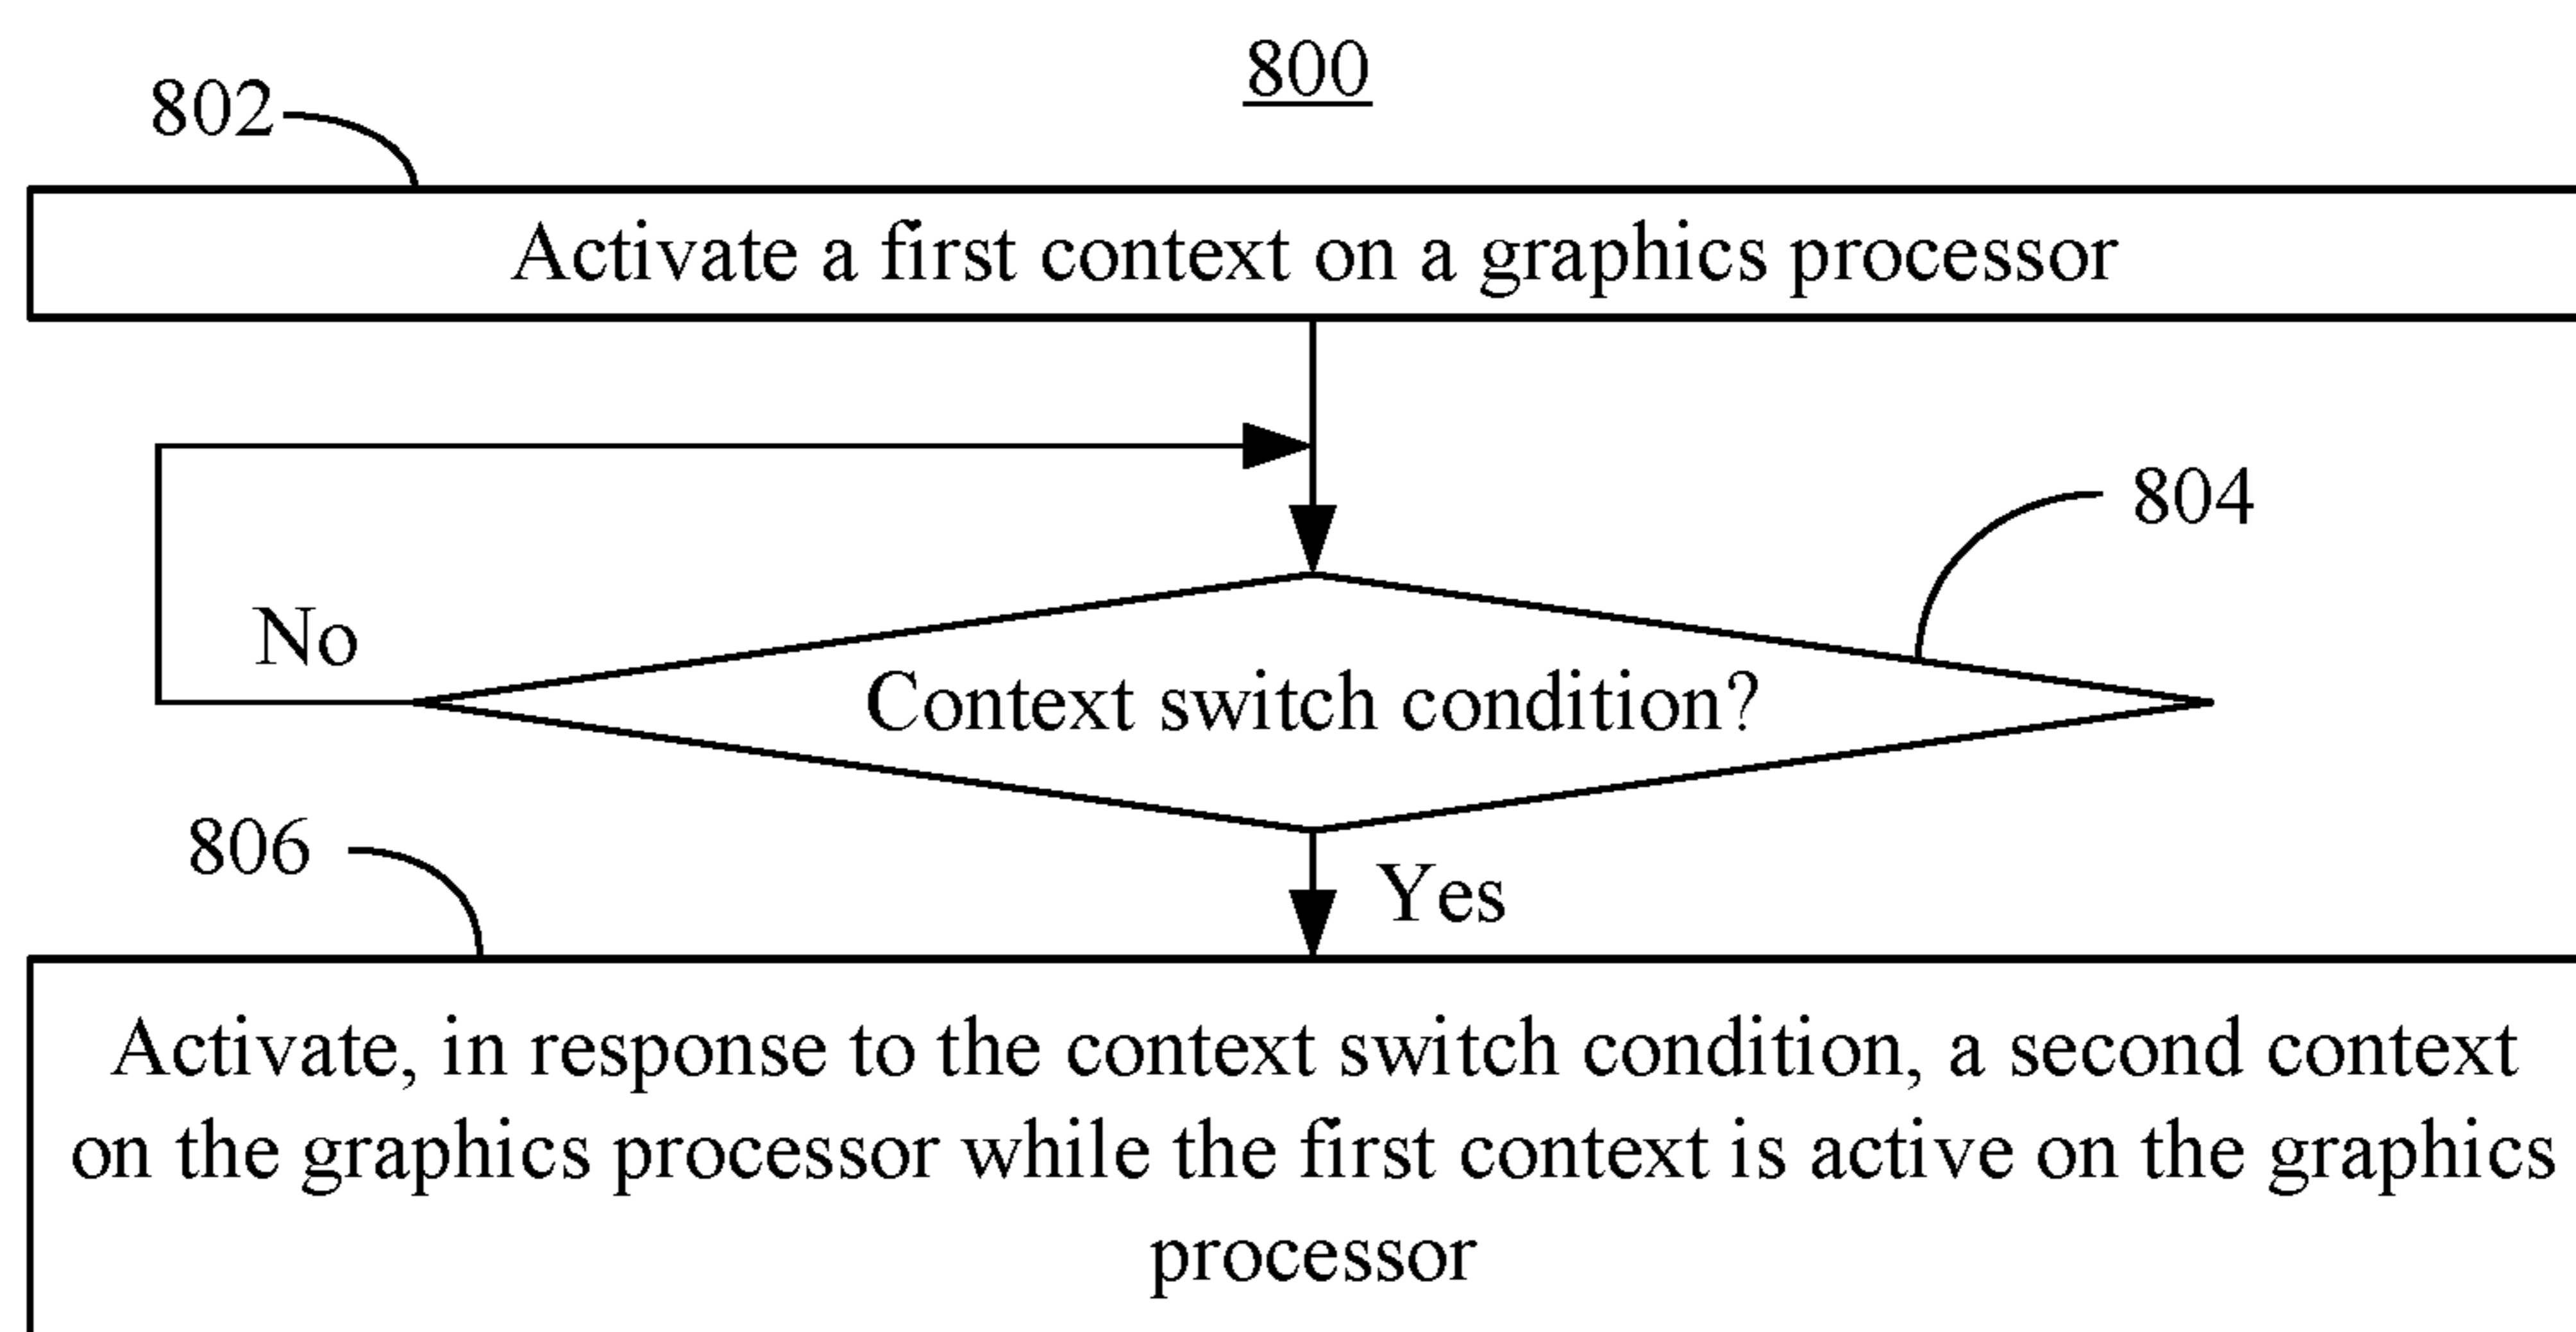 800
802
Activate a first context on a graphics processor
804
No
Context switch condition?
806
Yes
Activate, in response to the context switch condition, a second context
on the graphics processor while the first context is active on the graphics
processor